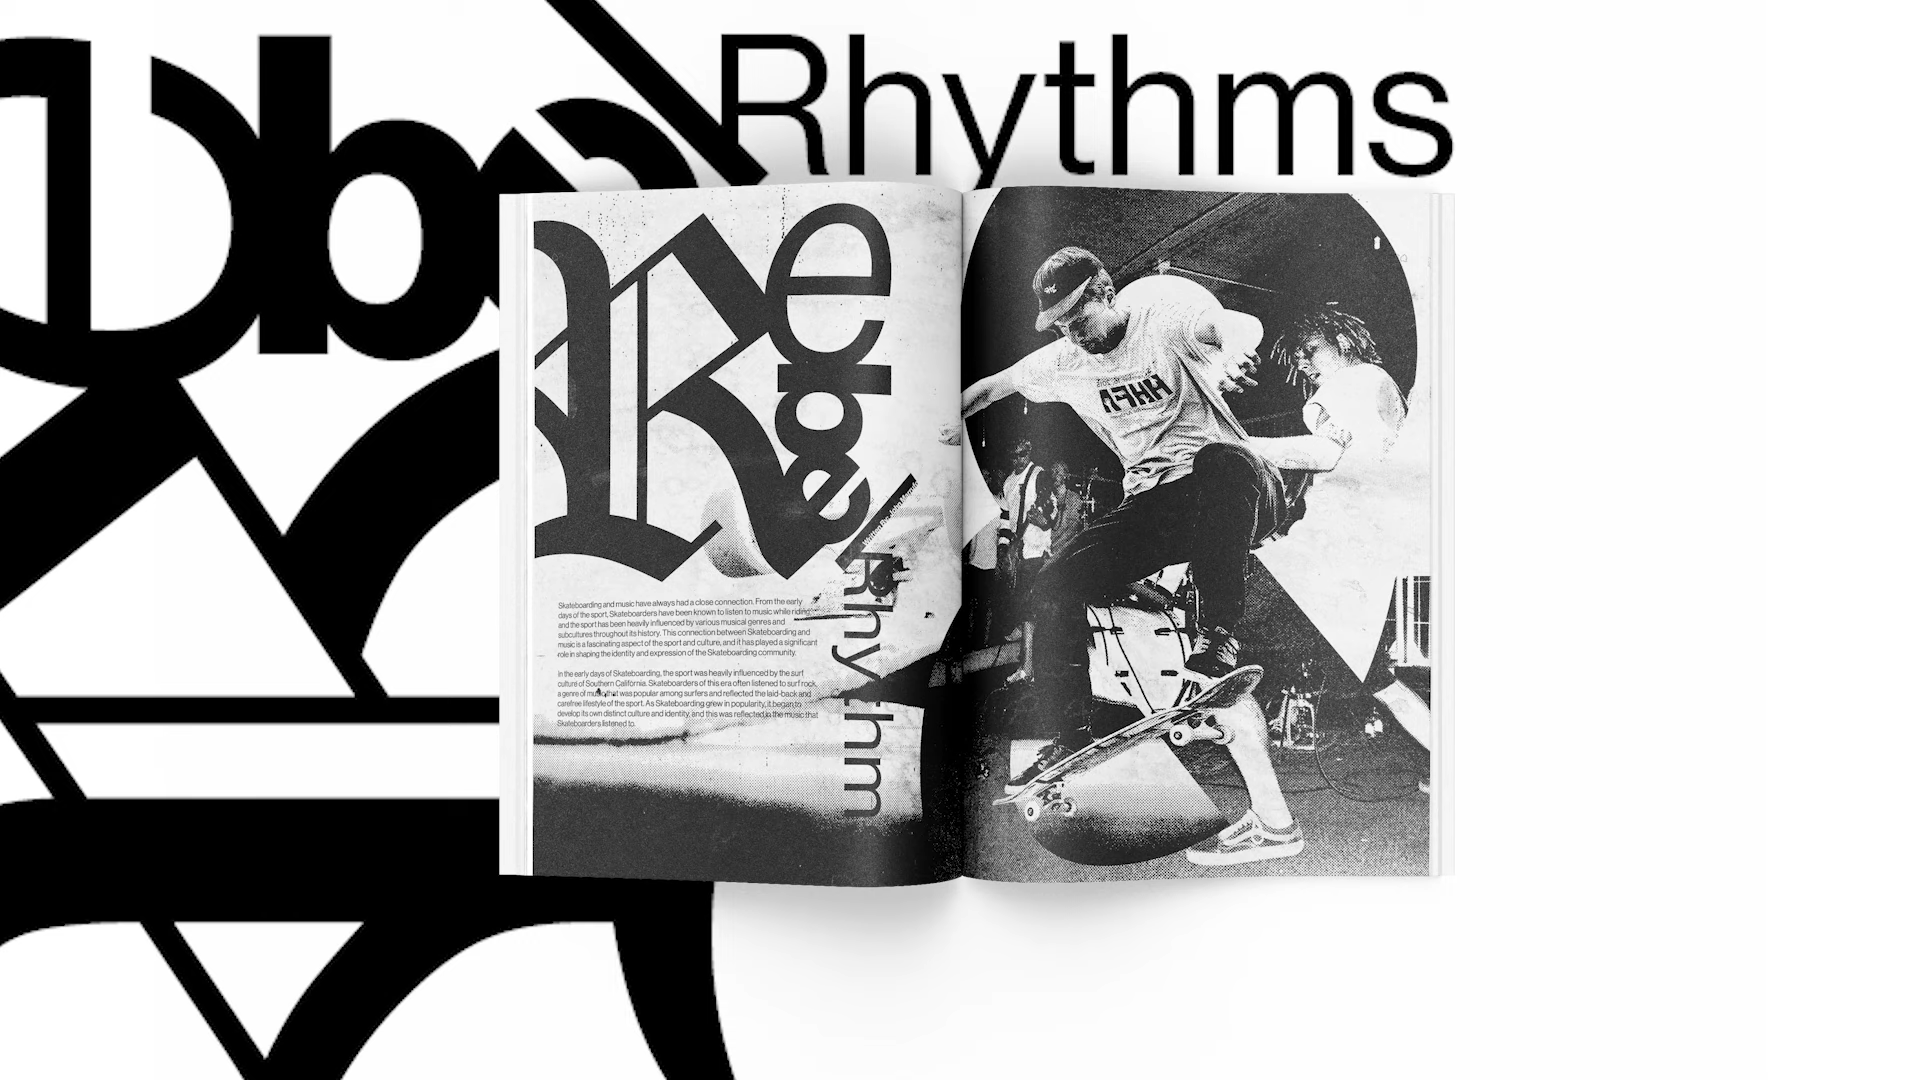 Rhythms
Rebel
Rhythm
Skateboarding and music have always had a close connection. From the early
days of the sport, Skateboarders have been known to listen to music while riding,
and the sport has been heavily influenced by various musical genres and
subcultures throughout its history. This connection between Skateboarding and
music is a fascinating aspect of the sport and culture, and it has played a significant
role in shaping the identity and expression of the Skateboarding community.
In the early days of Skateboarding, the sport was heavily influenced by the surf
culture of Southern California. Skateboarders of this era often listened to surf rock,
a genre of music that was popular among surfers and reflected the laid-back and
carefree lifestyle of the sport. As Skateboarding grew in popularity, it began to
develop its own distinct culture and identity, and this was reflected in the music that
Skateboarders listened to.